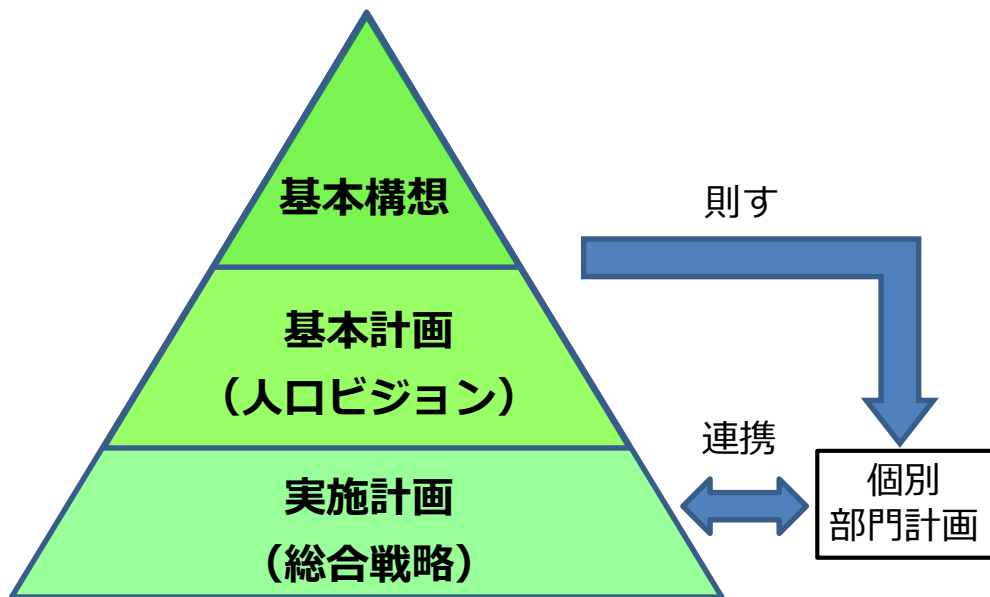 基本構想
則す
基本計画
（人口ビジョン）
連携
実施計画
（総合戦略）
個別
部門計画